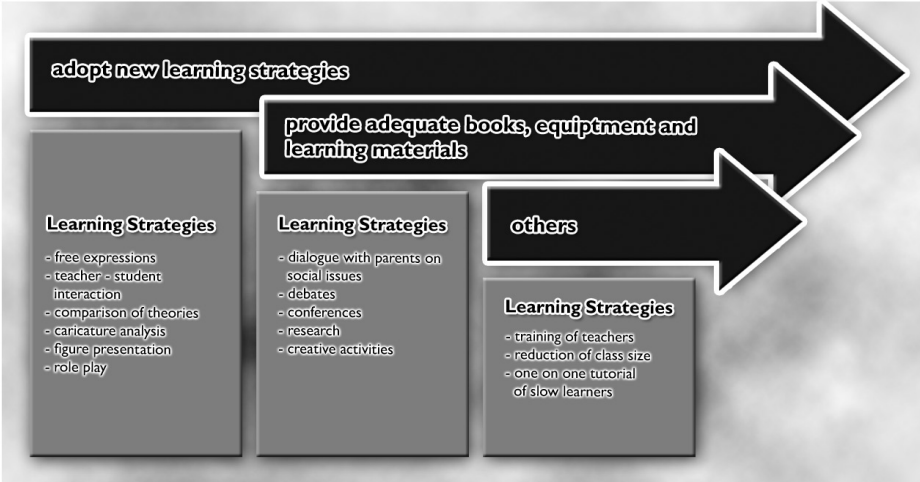 adopt new learning strategies
provide adequate books, equiptment and
learning materials
others
Learning Strategies
- free expressions
- teacher - student
interaction
- comparison of theories
- caricature analysis
- figure presentation
- role play
Learning Strategies
- dialogue with parents on
social issues
- debates
- conferences
- research
- creative activities
Learning Strategies
- training of teachers
- reduction of class size
- one on one tutorial
of slow learners